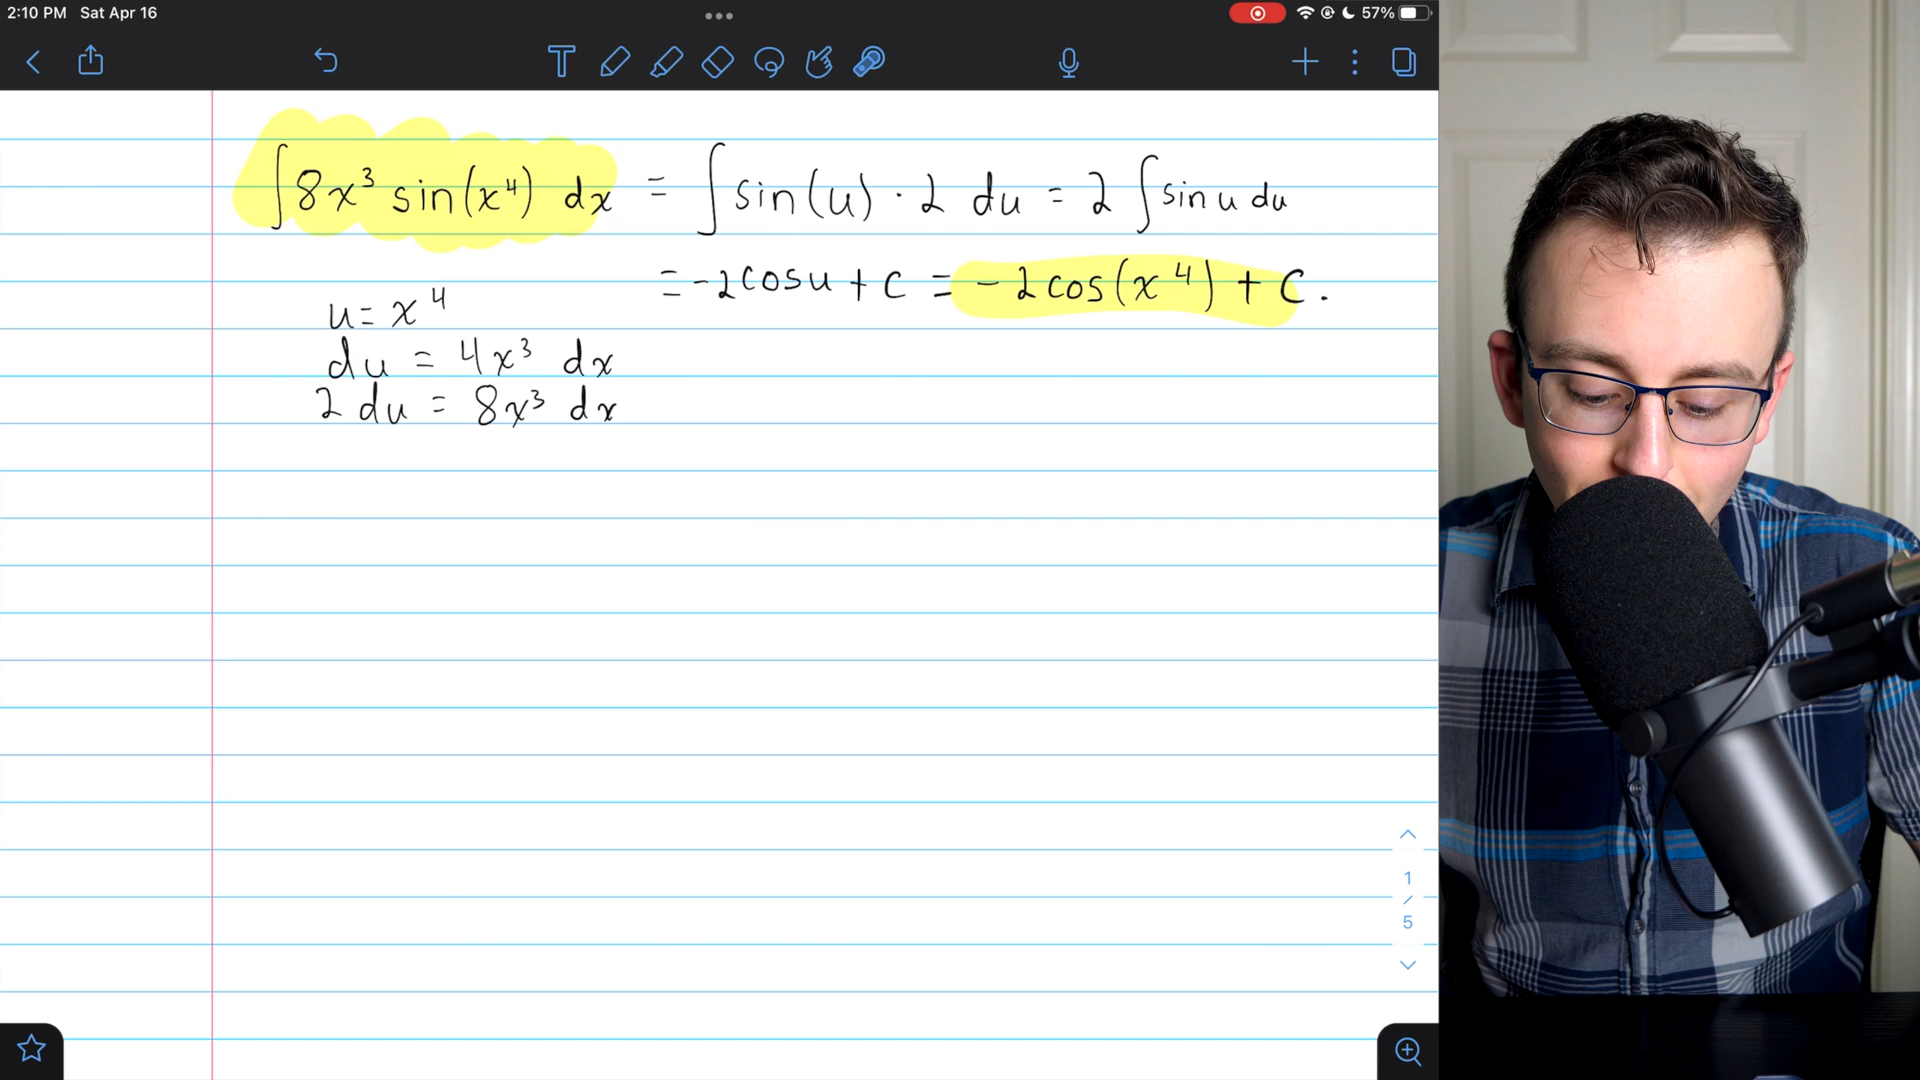 2:10 PM Sat Apr 16
57%
∫8x³ sin(x⁴) dx = ∫sin(u) · 2 du = 2 ∫sin u du
= -2cosu + c = -2cos(x⁴) + C.
u = x⁴
du = 4x³ dx
2 du = 8x³ dx
1
/
5